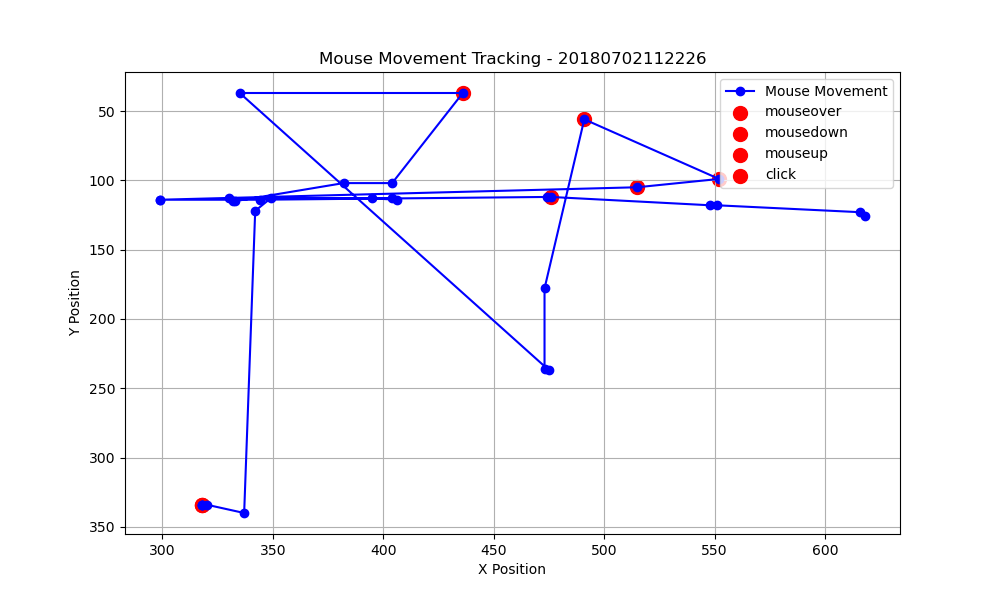 Mouse Movement Tracking - 20180702112226
Mouse Movement
mouseover
mousedown
mouseup
click
50
100
150
200
250
300
350
Y Position
300
350
400
450
500
550
600
X Position